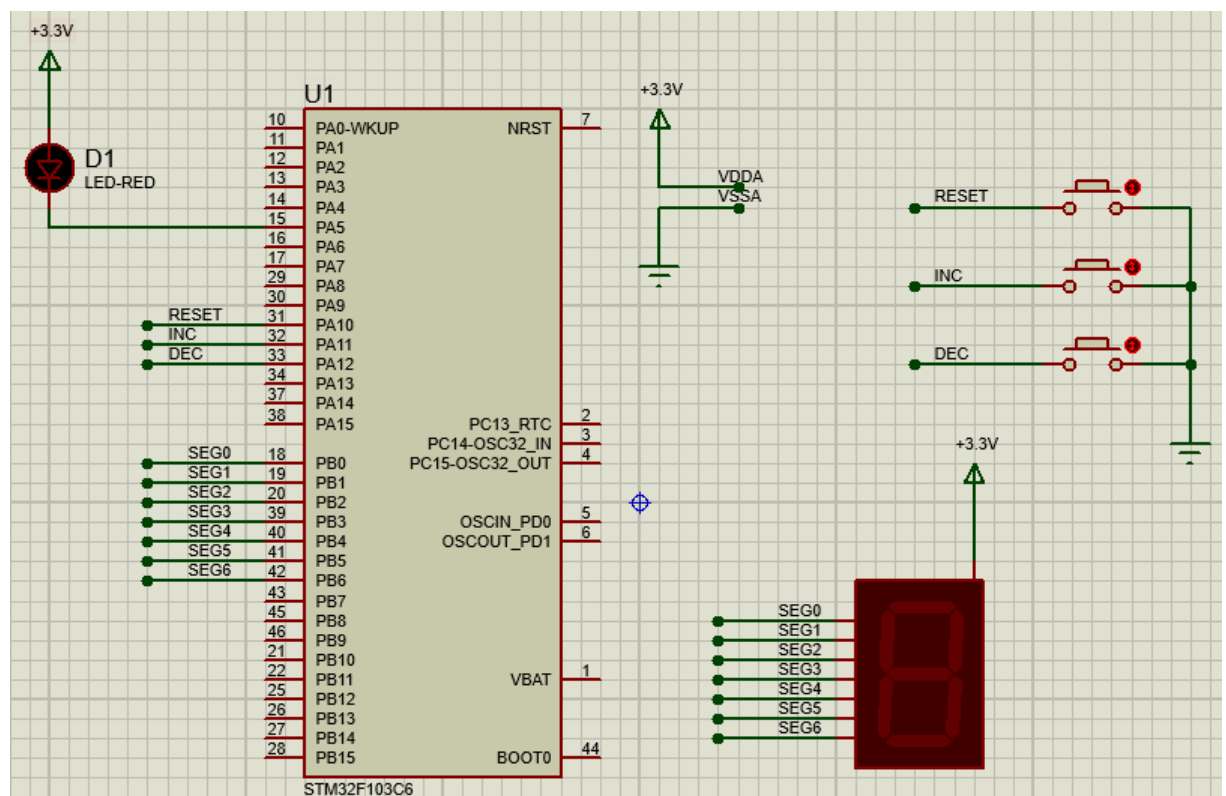 +3.3V
D1
LED-RED
U1
10 PA0-WKUP
11 PA1
12 PA2
13 PA3
14 PA4
15 PA5
16 PA6
17 PA7
29 PA8
30 PA9
RESET 31 PA10
INC 32 PA11
DEC 33 PA12
34 PA13
37 PA14
38 PA15
SEG0 18 PB0
SEG1 19 PB1
SEG2 20 PB2
SEG3 39 PB3
SEG4 40 PB4
SEG5 41 PB5
SEG6 42 PB6
43 PB7
45 PB8
46 PB9
21 PB10
22 PB11
25 PB12
26 PB13
27 PB14
28 PB15
NRST 7
PC13_RTC 2
PC14-OSC32_IN 3
PC15-OSC32_OUT 4
OSCIN_PD0 5
OSCOUT_PD1 6
VBAT 1
BOOT0 44
STM32F103C6
+3.3V
VDDA
VSSA
RESET
INC
DEC
+3.3V
SEG0
SEG1
SEG2
SEG3
SEG4
SEG5
SEG6